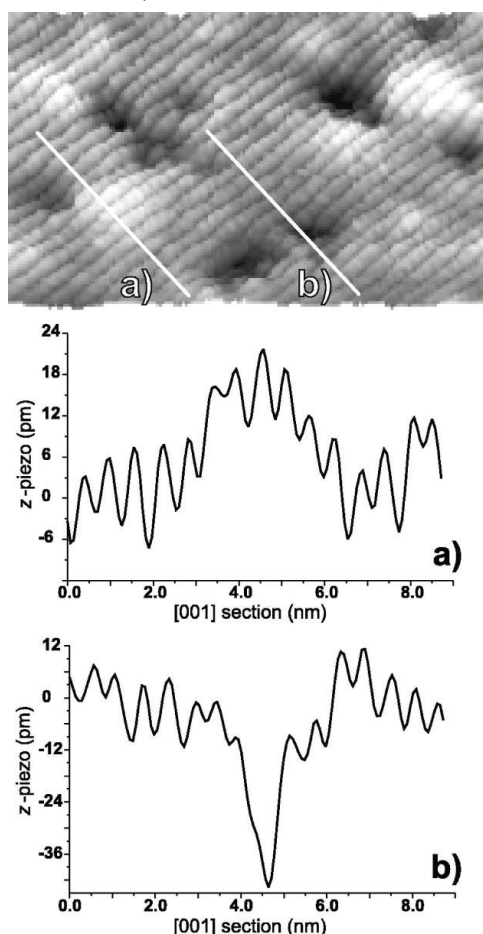 a)
b)
24
18
12
6
0
-6
z-piezo (pm)
a)
0.0 2.0 4.0 6.0 8.0
[001] section (nm)
12
0
-12
-24
-36
z-piezo (pm)
b)
0.0 2.0 4.0 6.0 8.0
[001] section (nm)